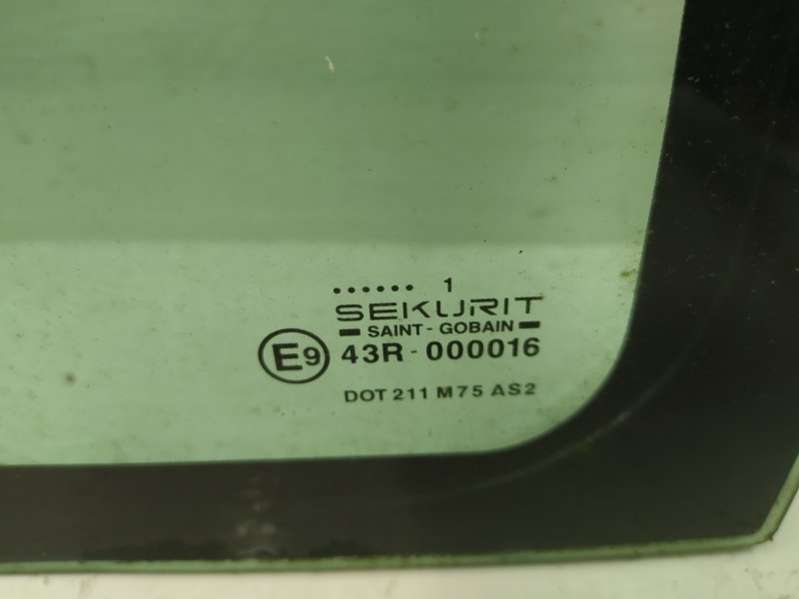 ...... 1
SEKURIT
SAINT-GOBAIN
E9 43R-000016
DOT 211 M75 AS2